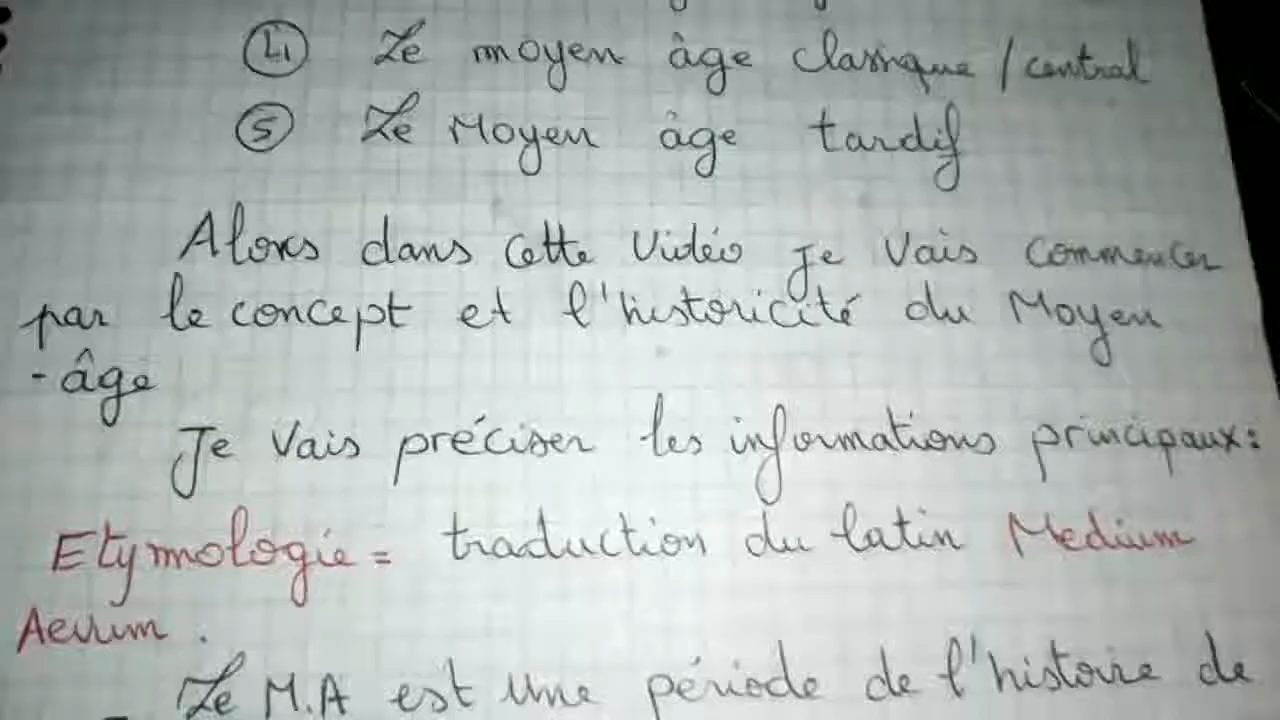 ④ Le moyen âge classique / central
⑤ Le Moyen âge tardif
Alors dans cette vidéo je vais commencer
par le concept et l'historicité du Moyen
- âge
Je vais préciser les informations principaux:
Etymologie = traduction du latin Medium
Aevum.
Le M.A est une période de l'histoire de